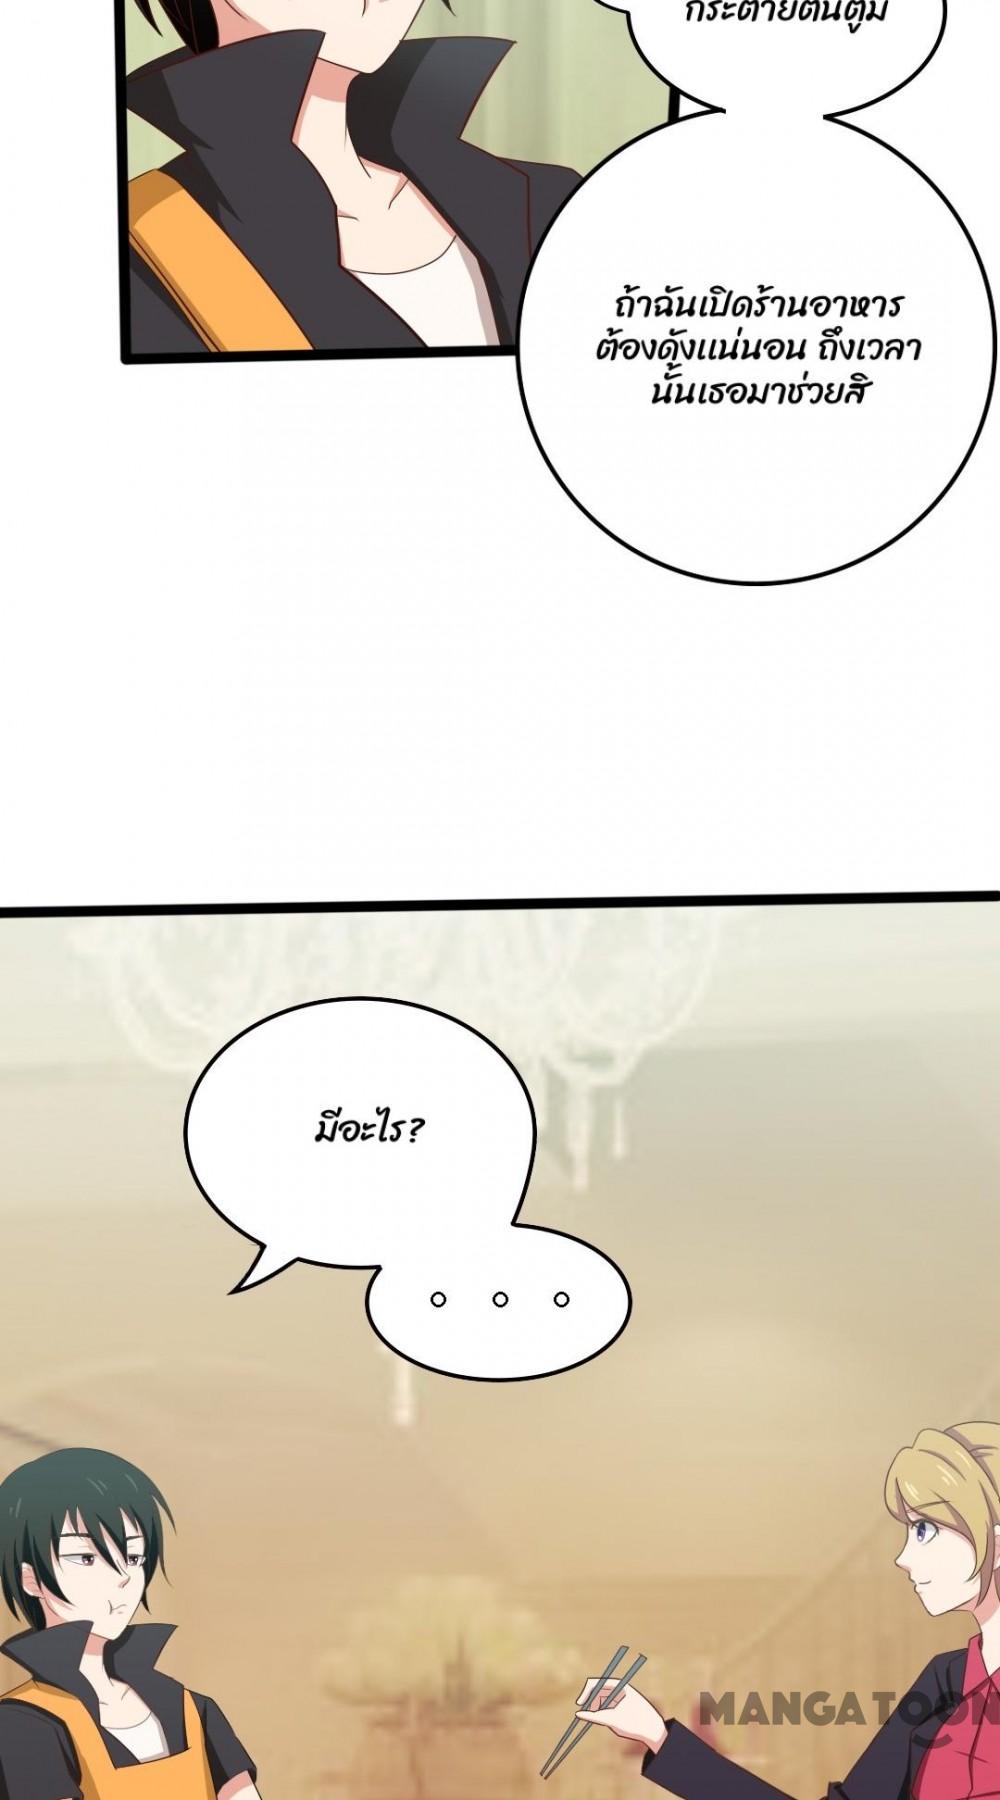 กระต่ายตันตูม
ถ้าฉันเปิดร้านอาหาร
ต้องดังแน่นอน ถึงเวลา
นั้นเธอมาช่วยสิ
มีอะไร?
MANGATOON